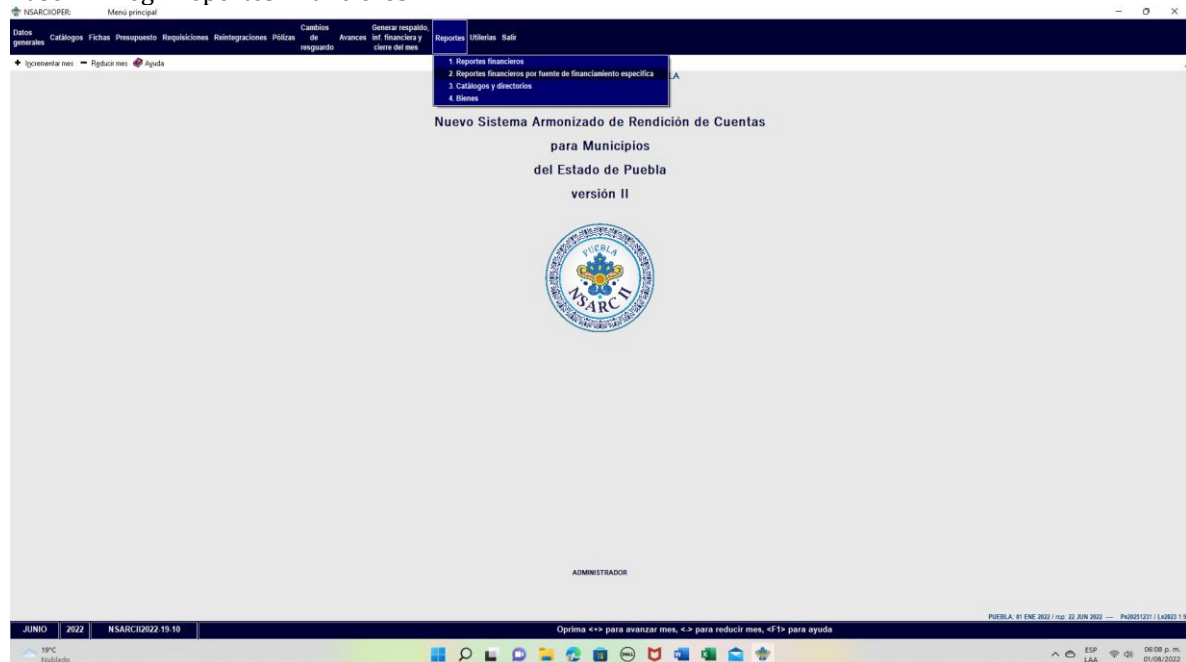 NSARCIIOPER: Menú principal
Datos generales Catálogos Fichas Presupuesto Requisiciones Reintegraciones Pólizas Cambios de resguardo Avances Generar respaldo, inf. financiera y cierre del mes Reportes Utilerias Salir
Incrementar mes Reducir mes Ayuda
1. Reportes financieros
2. Reportes financieros por fuente de financiamiento especifica
3. Catálogos y directorios
4. Bienes
LA
Nuevo Sistema Armonizado de Rendición de Cuentas
para Municipios
del Estado de Puebla
versión II
PUEBLA
NSARC II
ADMINISTRADOR
PUEBLA: 01 ENE 2022 / rcp: 22 JUN 2022
JUNIO 2022 NSARCII2022-19-10 Oprima <+> para avanzar mes, <-> para reducir mes, <F1> para ayuda
19°C
Nublado
DELL
ESP
LAA
06:08 p. m.
01/08/2022